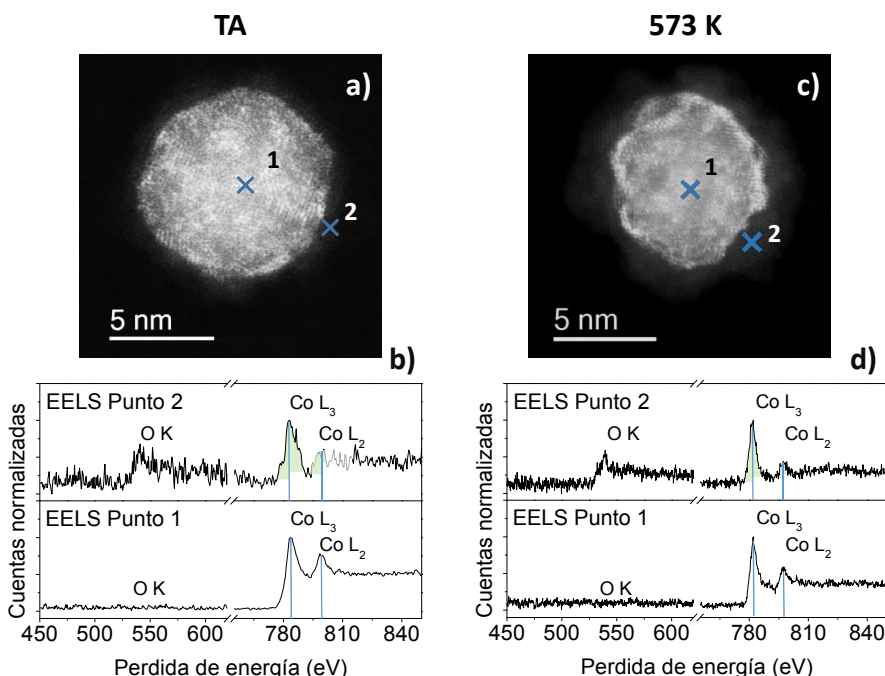 TA
573 K
a)
1
2
5 nm
c)
1
2
5 nm
b)
EELS Punto 2
O K
Co L3
Co L2
EELS Punto 1
O K
Co L3
Co L2
Cuentas normalizadas
450 500 550 600 780 810 840
Perdida de energía (eV)
d)
EELS Punto 2
O K
Co L3
Co L2
EELS Punto 1
O K
Co L3
Co L2
Cuentas normalizadas
450 500 550 600 780 810 840
Perdida de energía (eV)